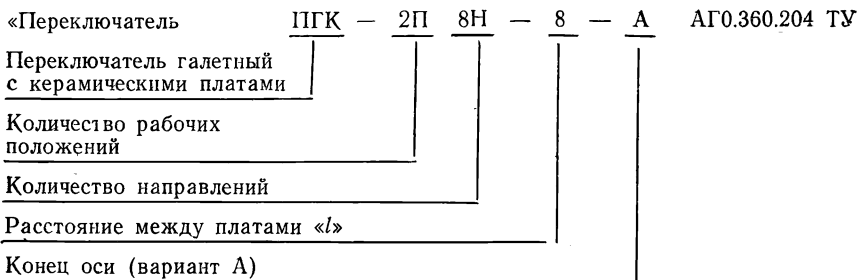 «Переключатель ПГК — 2П 8Н — 8 — А АГ0.360.204 ТУ
Переключатель галетный
с керамическими платами
Количество рабочих
положений
Количество направлений
Расстояние между платами «l»
Конец оси (вариант А)